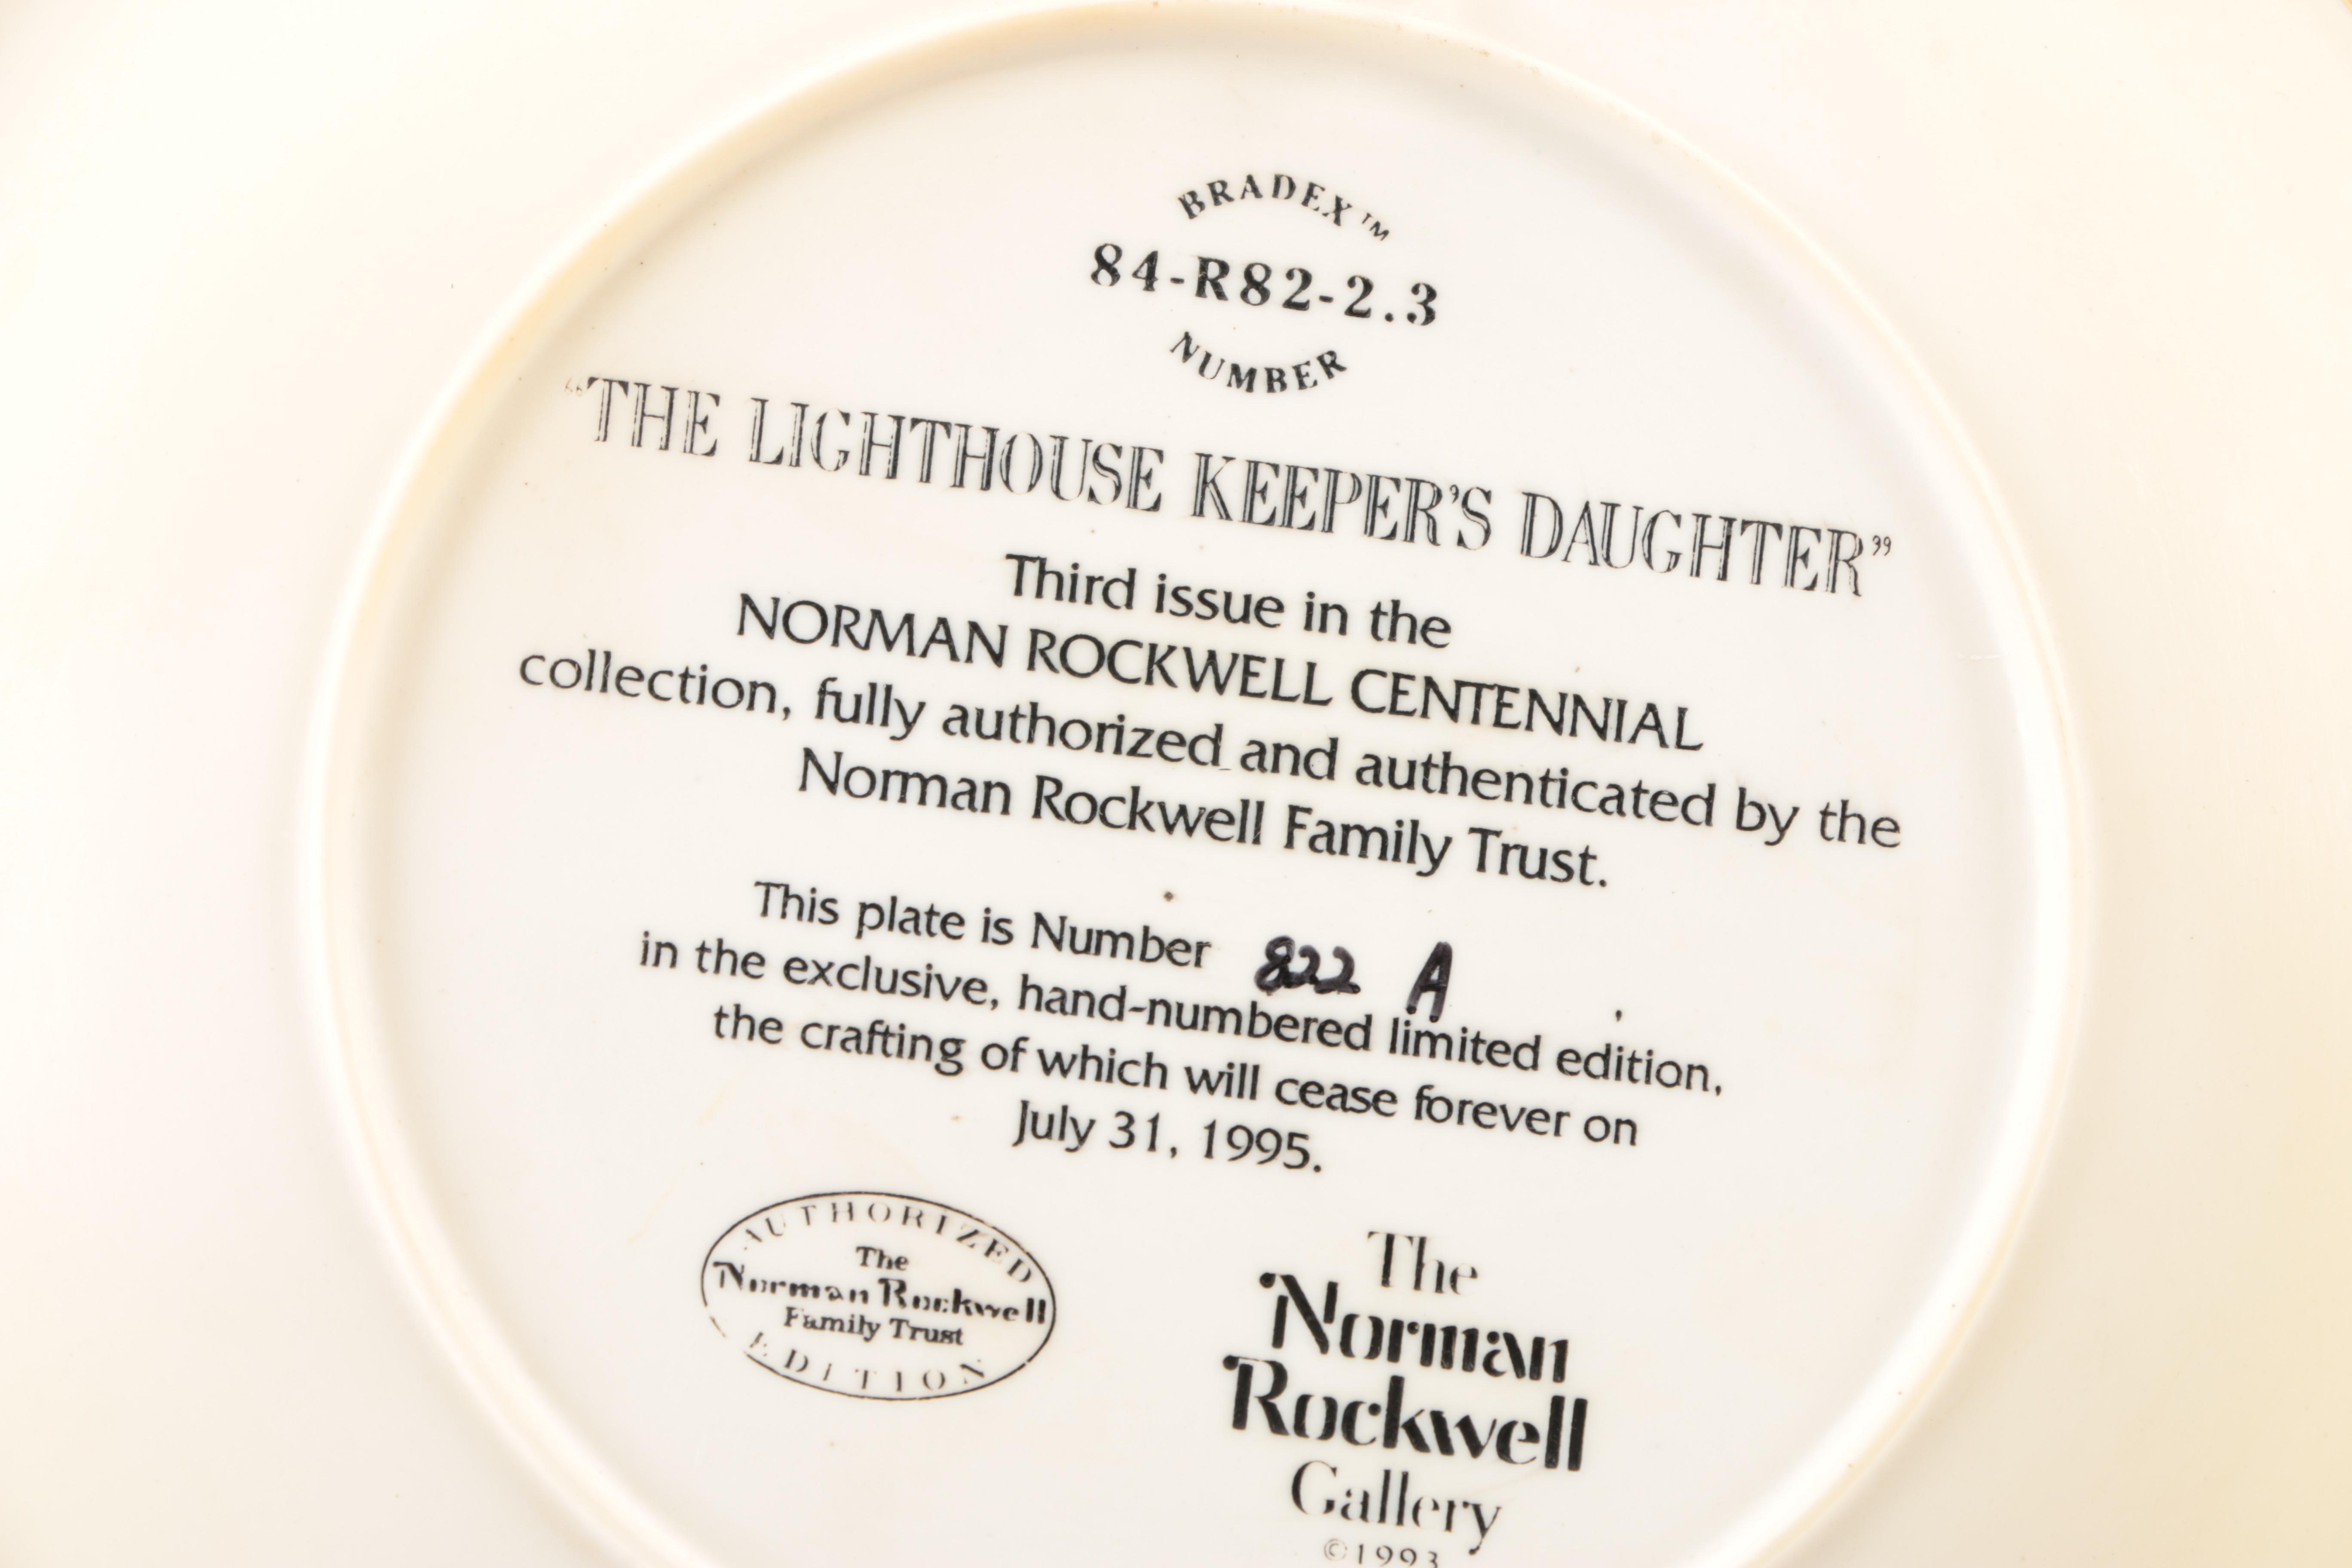 BRADEX™
84-R82-2.3
NUMBER
“THE LIGHTHOUSE KEEPER’S DAUGHTER”
Third issue in the
NORMAN ROCKWELL CENTENNIAL
collection, fully authorized and authenticated by the
Norman Rockwell Family Trust.
This plate is Number 822 A
in the exclusive, hand-numbered limited edition,
the crafting of which will cease forever on
July 31, 1995.
AUTHORIZED
The
Norman Rockwell
Family Trust
EDITION
The
Norman
Rockwell
Gallery
©1993